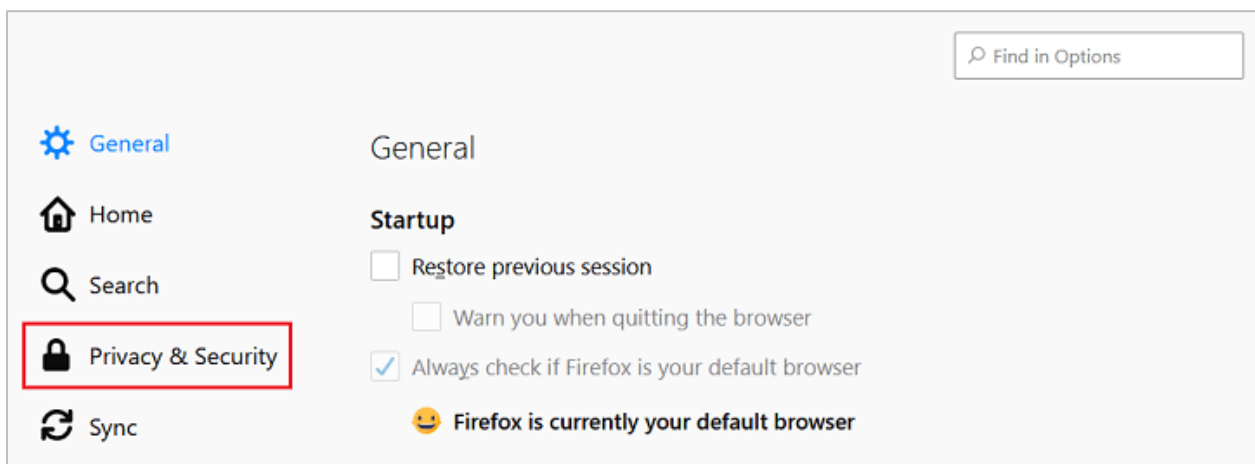 Find in Options
General
Home
Search
Privacy & Security
Sync
General
Startup
Restore previous session
Warn you when quitting the browser
Always check if Firefox is your default browser
Firefox is currently your default browser